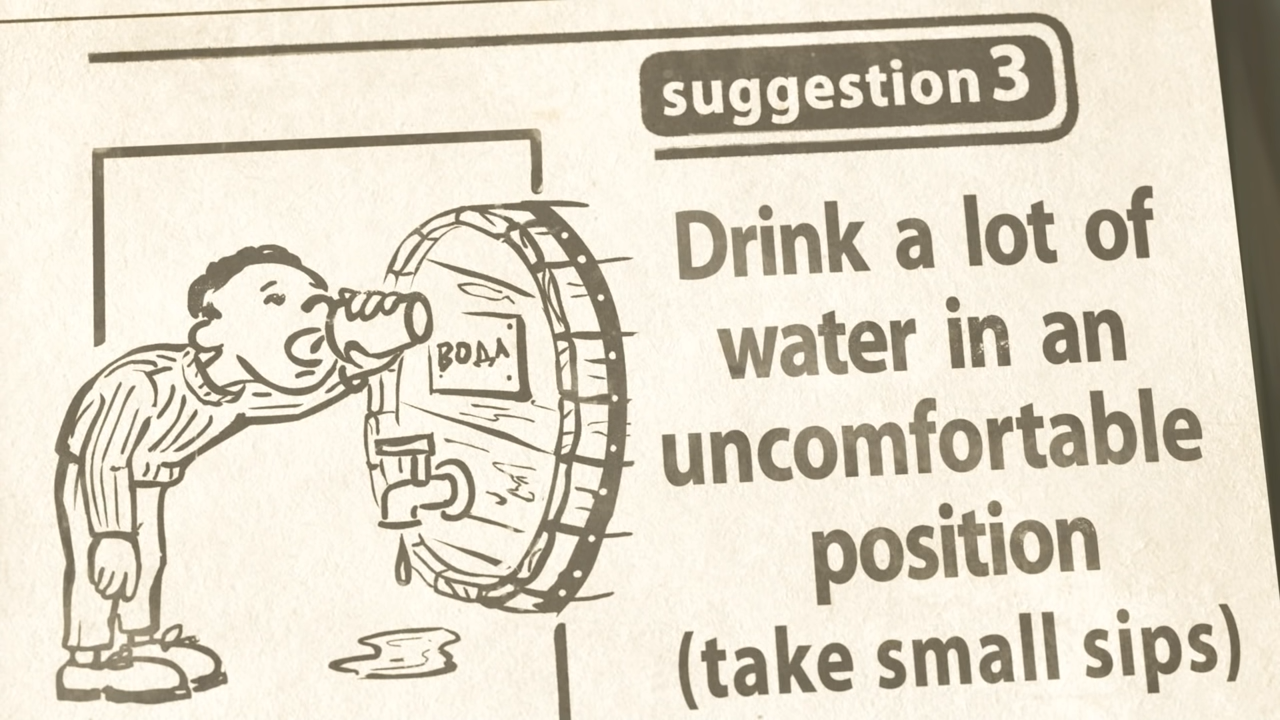 suggestion 3
Drink a lot of
water in an
uncomfortable
position
(take small sips)
ВОДА